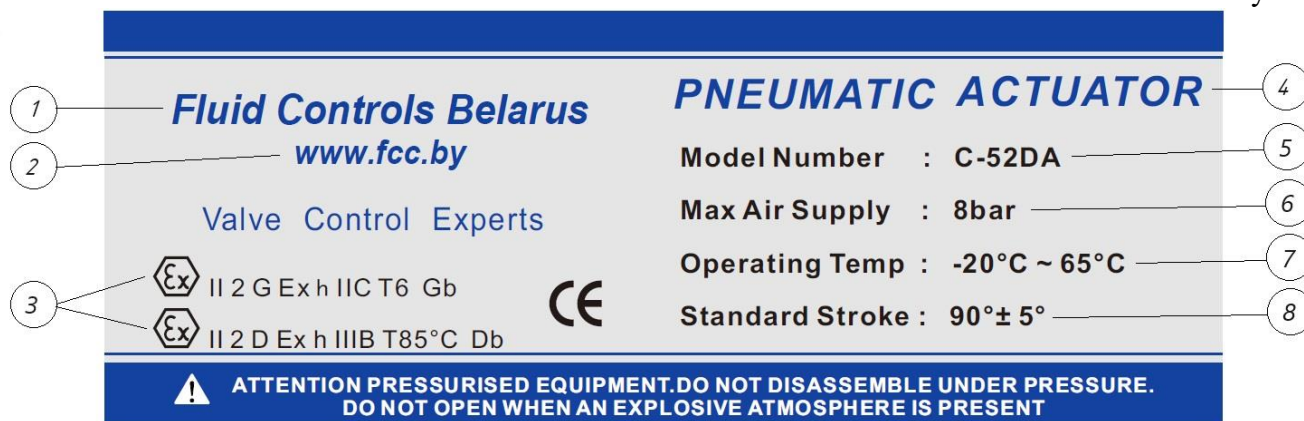 y
1
Fluid Controls Belarus
2
www.fcc.by
Valve Control Experts
3
Ex II 2 G Ex h IIC T6 Gb
Ex II 2 D Ex h IIIB T85°C Db
CE
PNEUMATIC ACTUATOR
4
Model Number : C-52DA
5
Max Air Supply : 8bar
6
Operating Temp : -20°C ~ 65°C
7
Standard Stroke : 90°± 5°
8
ATTENTION PRESSURISED EQUIPMENT.DO NOT DISASSEMBLE UNDER PRESSURE.
DO NOT OPEN WHEN AN EXPLOSIVE ATMOSPHERE IS PRESENT